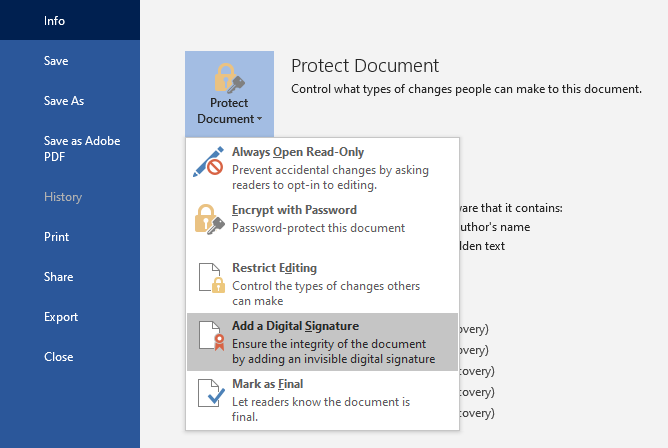 Info
Save
Save As
Save as Adobe
PDF
History
Print
Share
Export
Close
Protect
Document
Protect Document
Control what types of changes people can make to this document.
Always Open Read-Only
Prevent accidental changes by asking
readers to opt-in to editing.
Encrypt with Password
Password-protect this document
Restrict Editing
Control the types of changes others
can make
Add a Digital Signature
Ensure the integrity of the document
by adding an invisible digital signature
Mark as Final
Let readers know the document is
final.
ware that it contains:
uthor's name
dden text
overy)
overy)
covery)
covery)
covery)